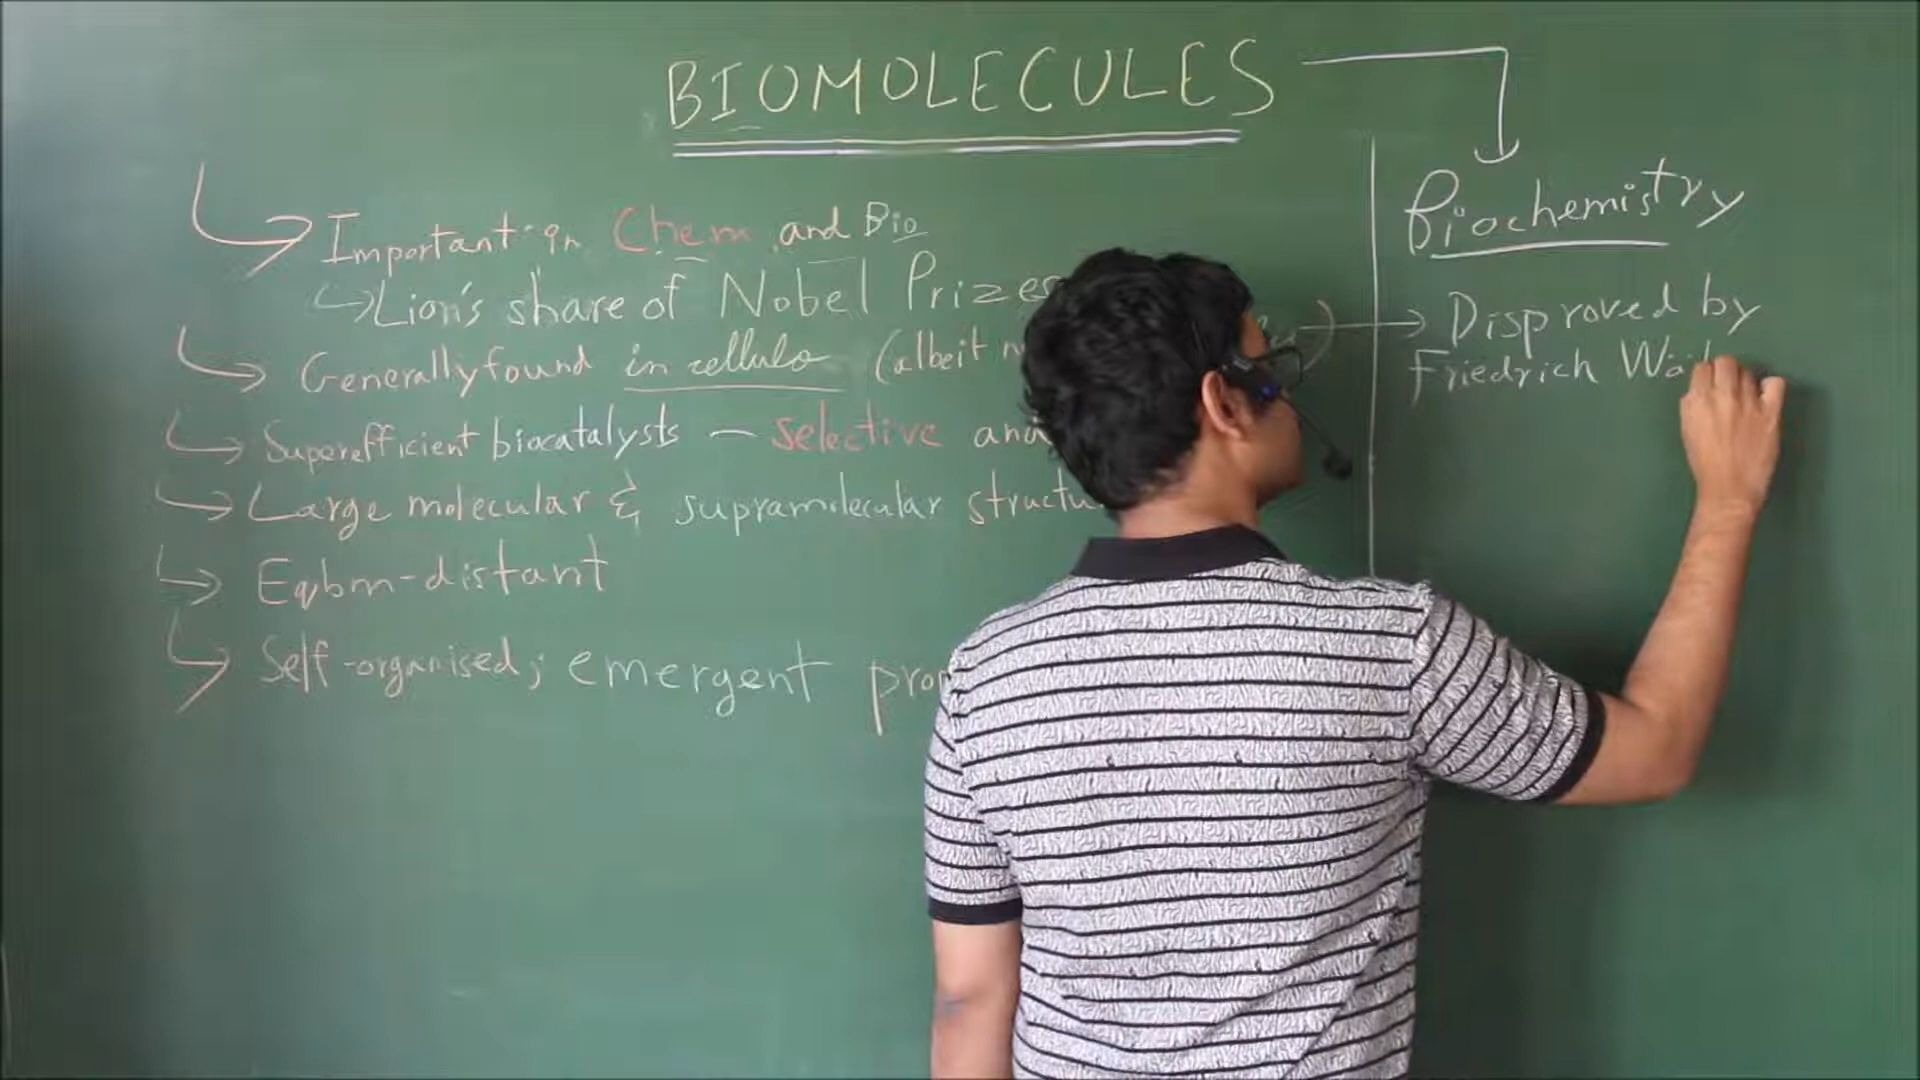 BIOMOLECULES
Important in Chem and Bio
Lion's share of Nobel Prizes
Generally found in cellulo (albeit
Superefficient biocatalysts – selective and
Large molecular & supramolecular
Eqbm-distant
Self-organised; emergent
Biochemistry
Disproved by
Friedrich